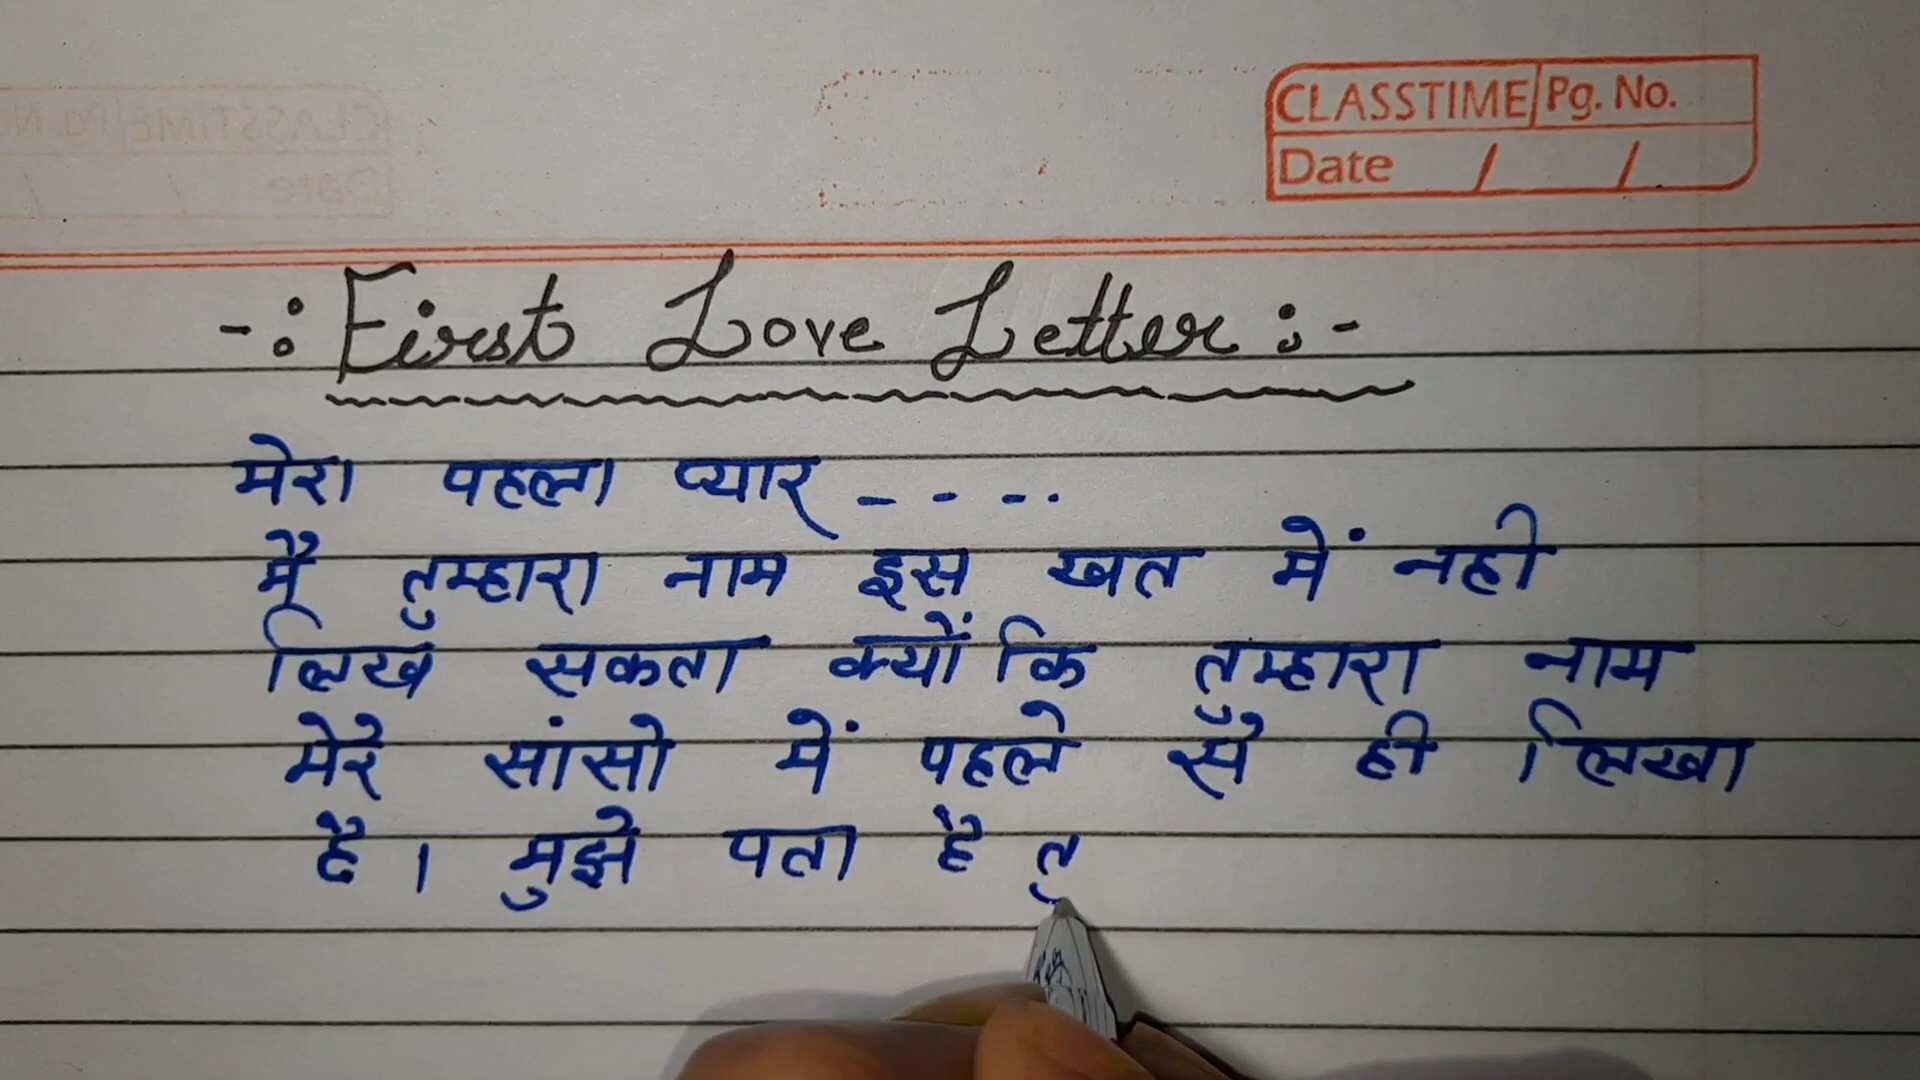 CLASSTIME Pg. No.
Date / /
-: First Love Letter :-
मेरा पहला प्यार - - - -
मै तुम्हारा नाम इस खत में नही
लिख सकता क्यों कि तुम्हारा नाम
मेरे सांसो में पहले से ही लिखा
है। मुझे पता है तु